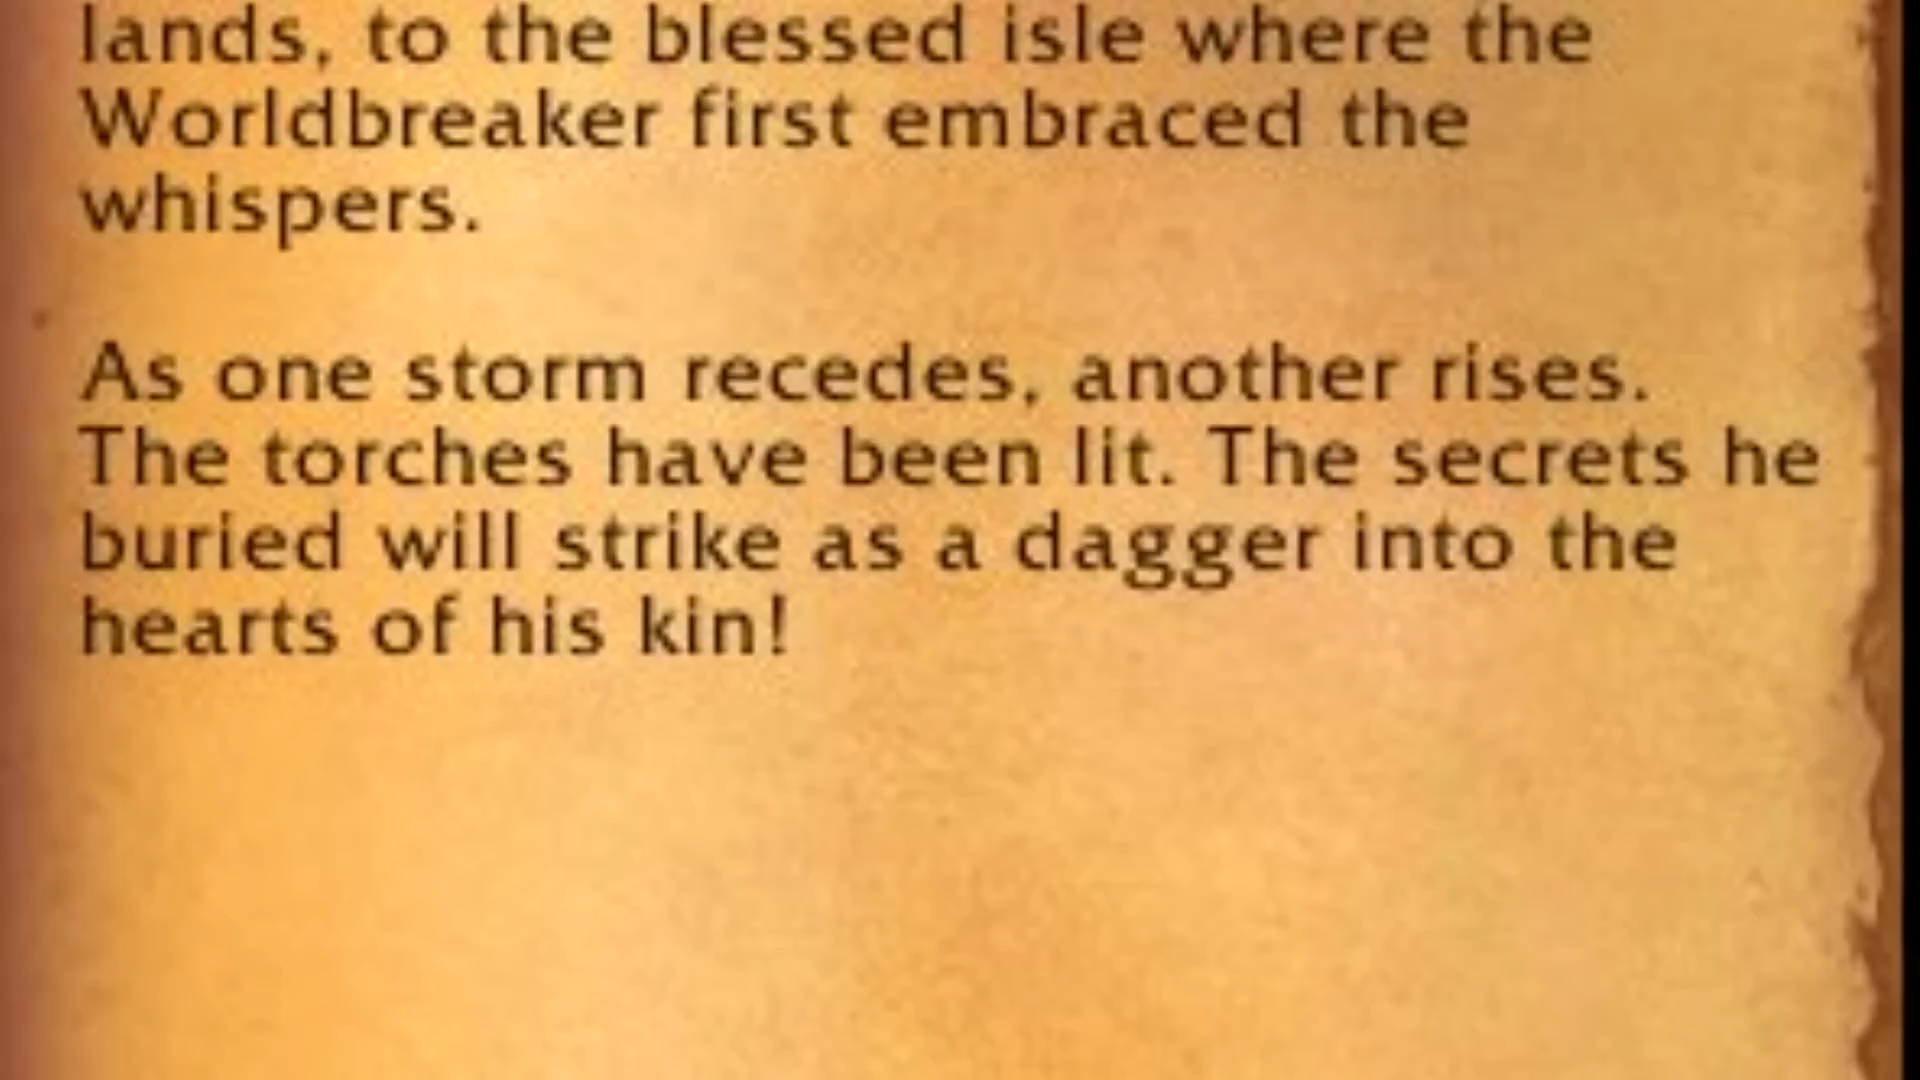 lands, to the blessed isle where the
Worldbreaker first embraced the
whispers.
As one storm recedes, another rises.
The torches have been lit. The secrets he
buried will strike as a dagger into the
hearts of his kin!